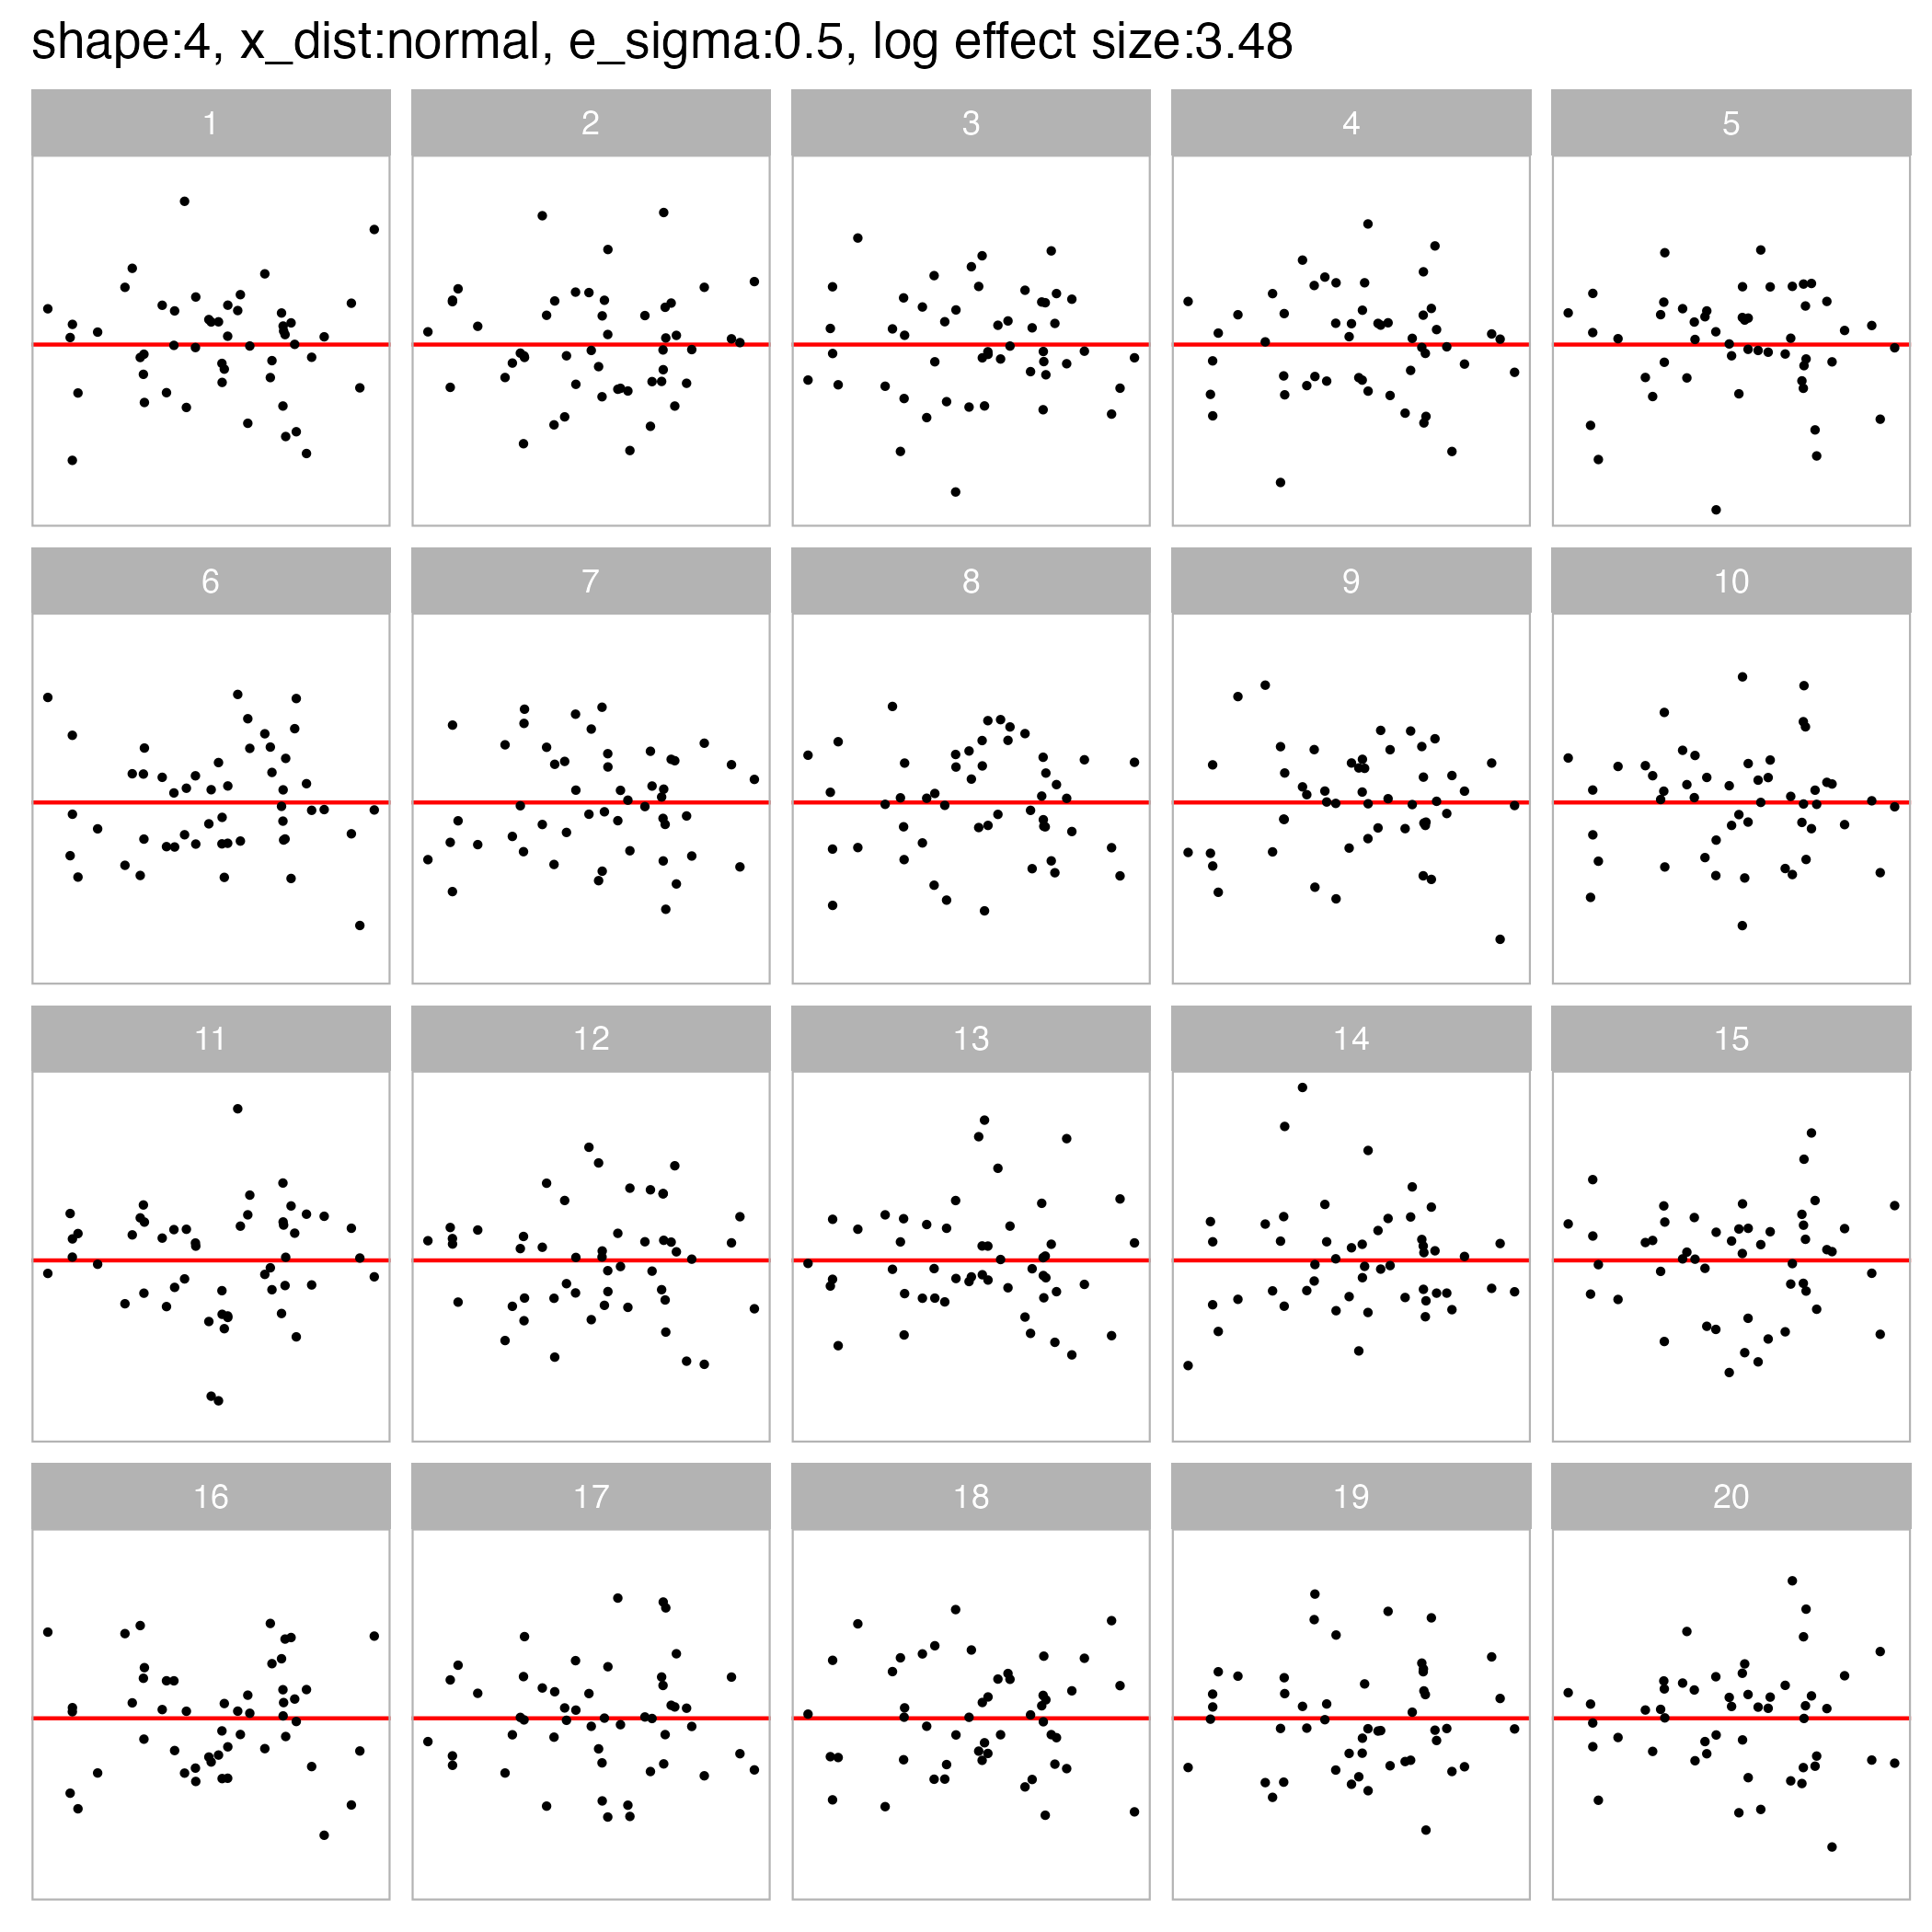 shape:4, x_dist:normal, e_sigma:0.5, log effect size:3.48
1 2 3 4 5
6 7 8 9 10
11 12 13 14 15
16 17 18 19 20